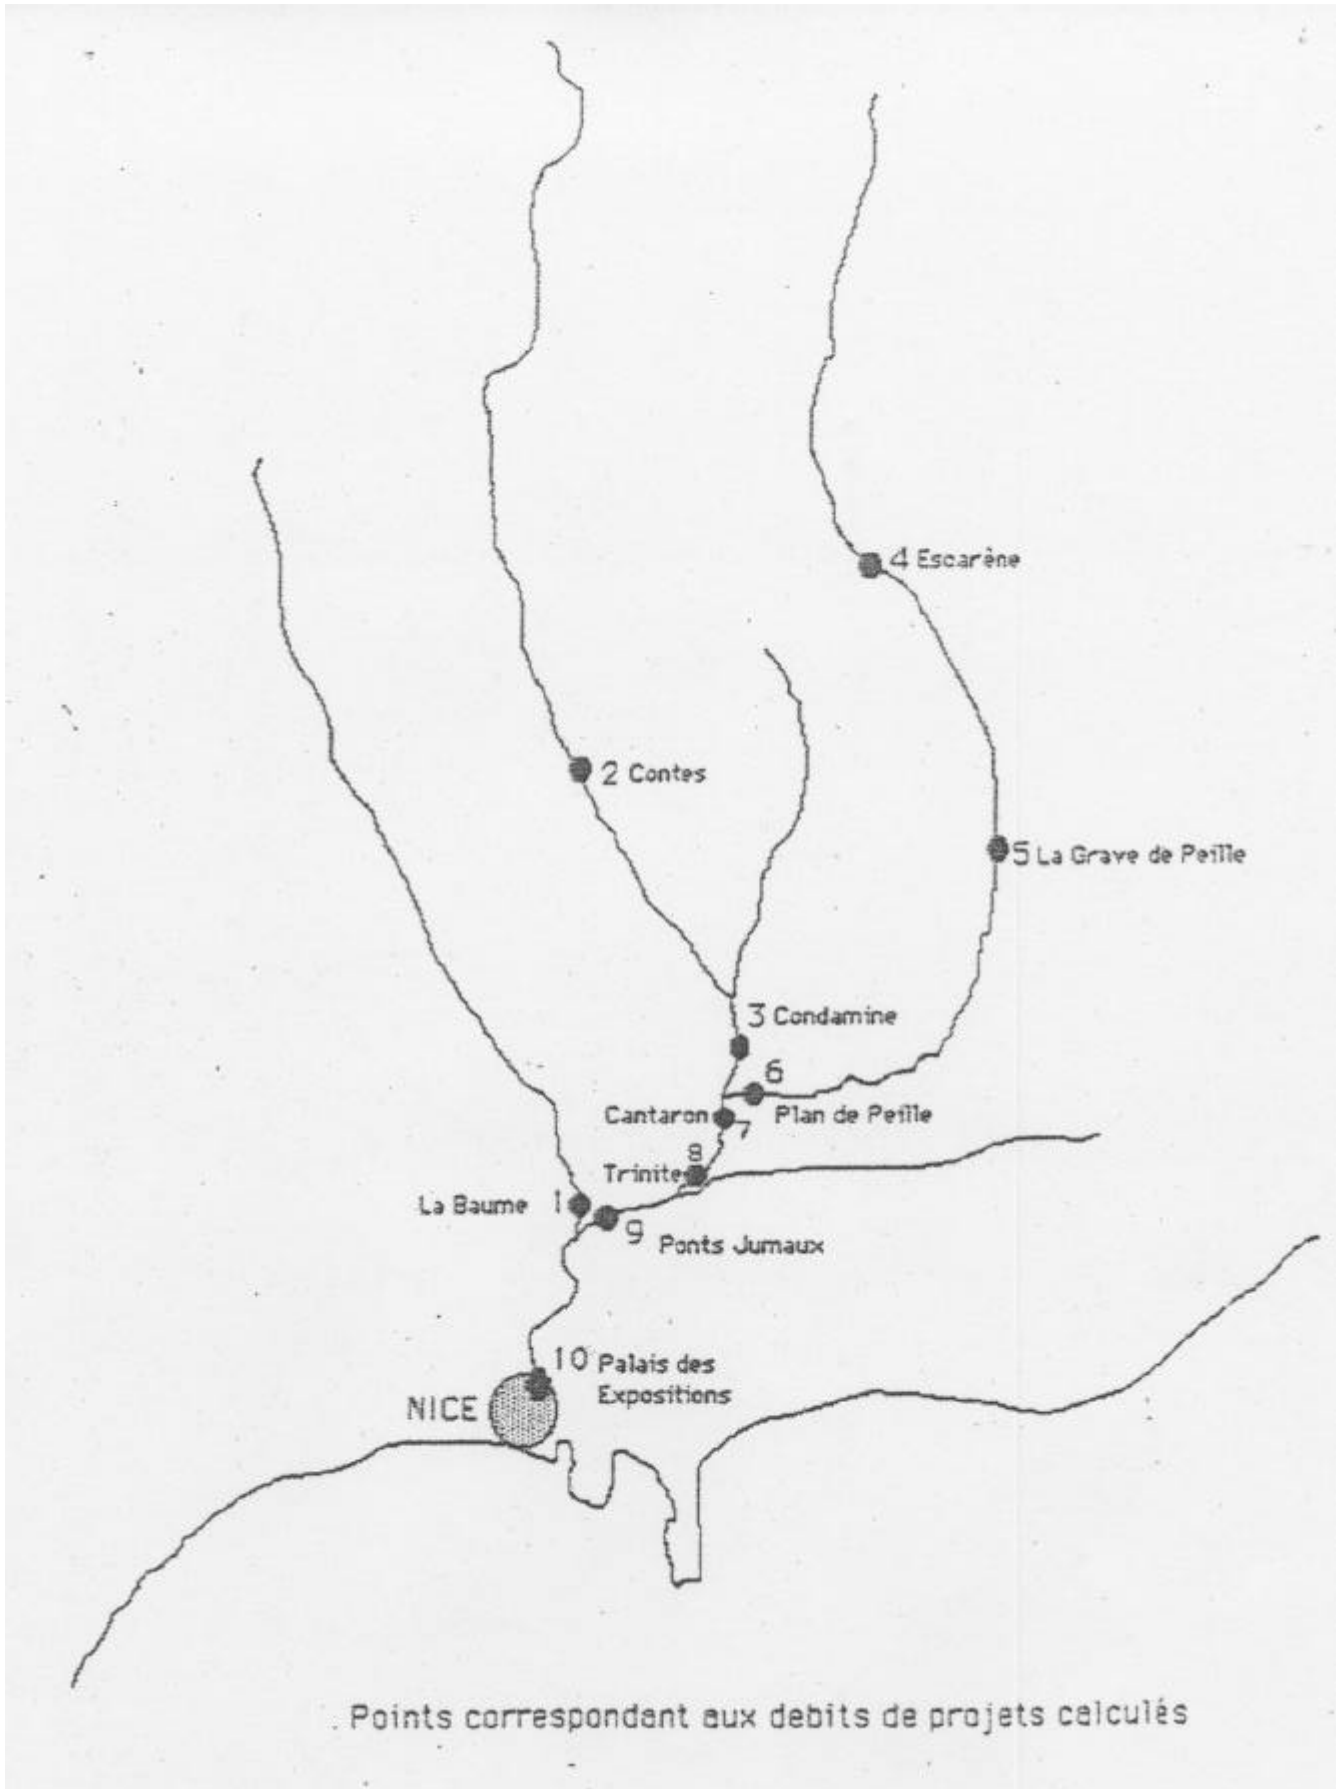 4 Escarène
2 Contes
5 La Grave de Peille
3 Condamine
6
Cantaron
7
Plan de Peille
8
Trinite
La Baume 1
9
Ponts Jumaux
10 Palais des
Expositions
NICE
Points correspondant aux debits de projets calculés